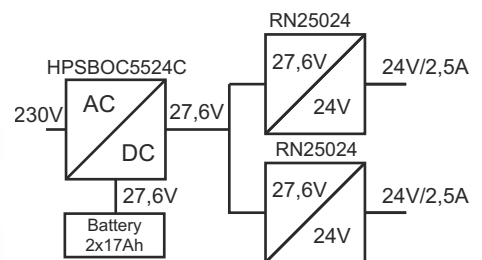 RN25024
HPSBOC5524C
27,6V
24V/2,5A
AC
230V
27,6V
24V
DC
RN25024
27,6V
27,6V
24V/2,5A
Battery
2x17Ah
24V